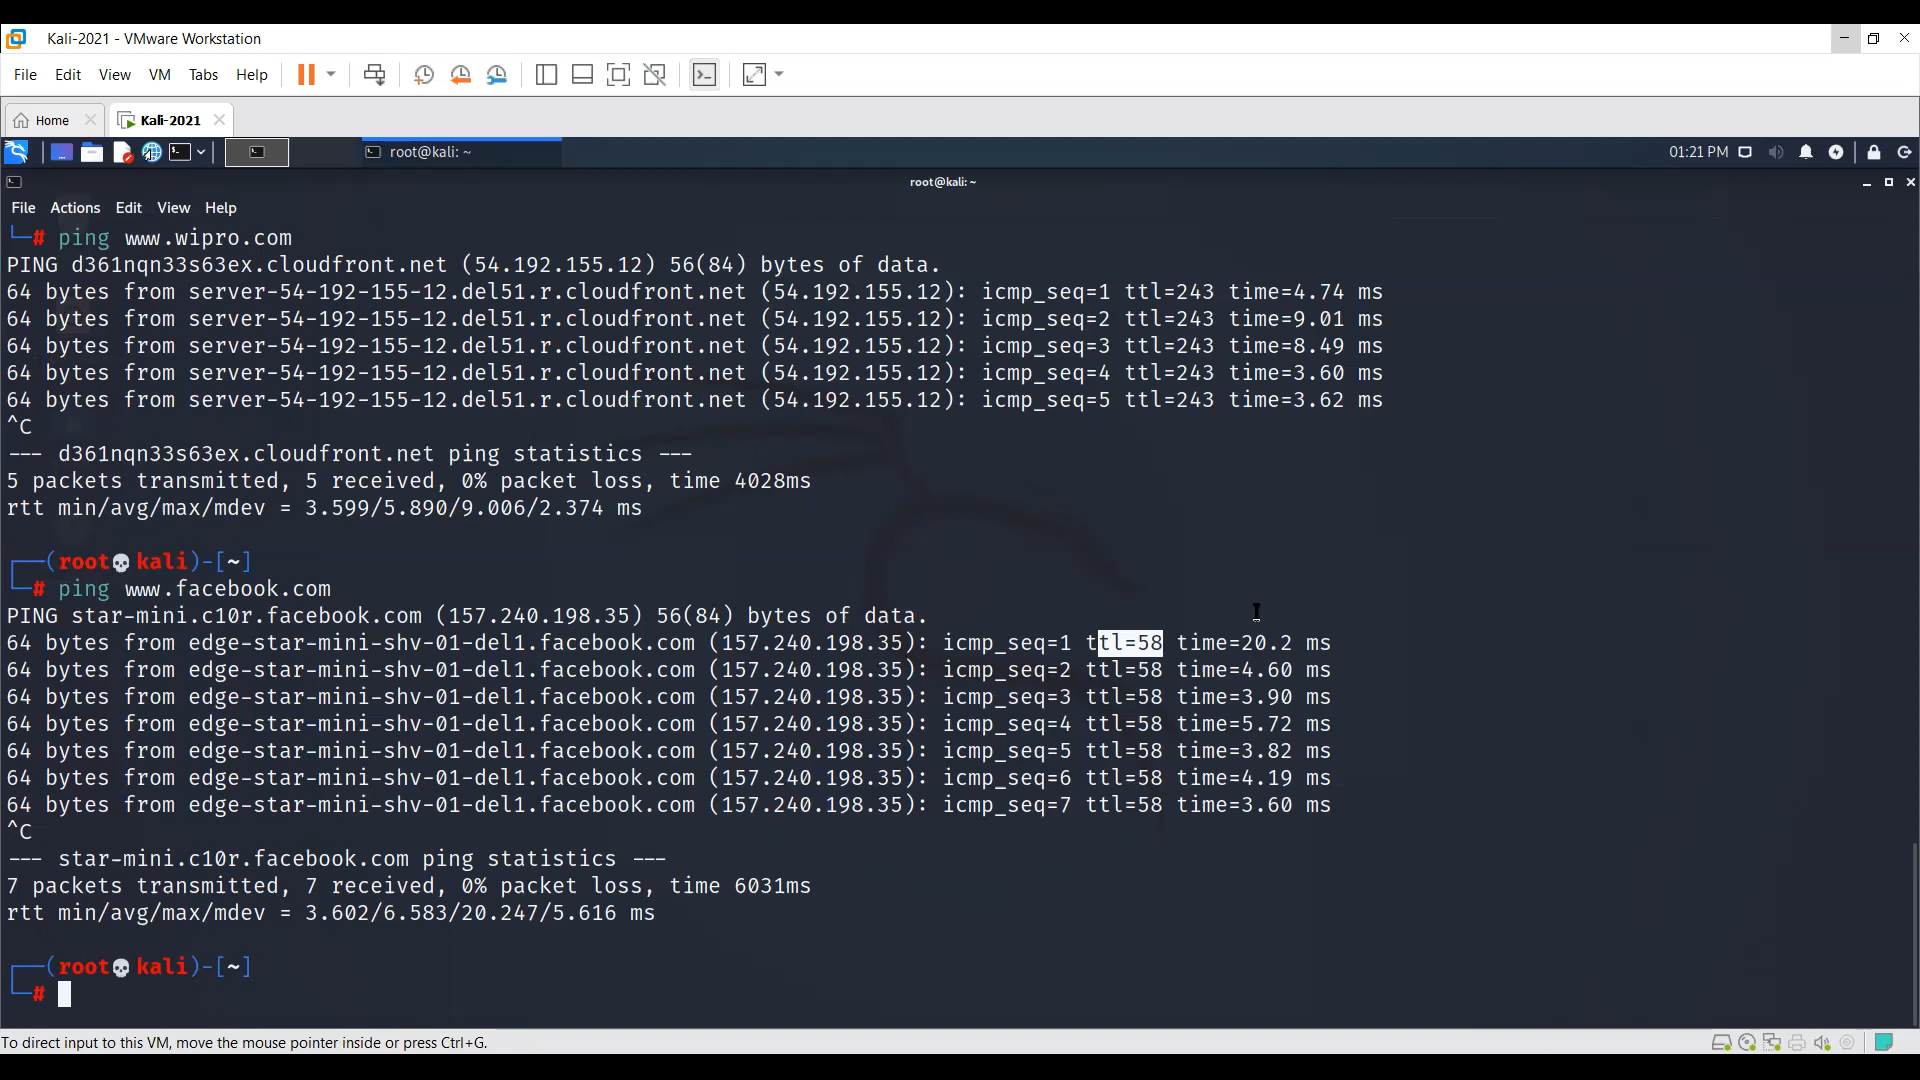 Kali-2021 - VMware Workstation
File Edit View VM Tabs Help
Home Kali-2021
root@kali: ~ 01:21 PM
root@kali: ~
File Actions Edit View Help
└─# ping www.wipro.com
PING d361nqn33s63ex.cloudfront.net (54.192.155.12) 56(84) bytes of data.
64 bytes from server-54-192-155-12.del51.r.cloudfront.net (54.192.155.12): icmp_seq=1 ttl=243 time=4.74 ms
64 bytes from server-54-192-155-12.del51.r.cloudfront.net (54.192.155.12): icmp_seq=2 ttl=243 time=9.01 ms
64 bytes from server-54-192-155-12.del51.r.cloudfront.net (54.192.155.12): icmp_seq=3 ttl=243 time=8.49 ms
64 bytes from server-54-192-155-12.del51.r.cloudfront.net (54.192.155.12): icmp_seq=4 ttl=243 time=3.60 ms
64 bytes from server-54-192-155-12.del51.r.cloudfront.net (54.192.155.12): icmp_seq=5 ttl=243 time=3.62 ms
^C
--- d361nqn33s63ex.cloudfront.net ping statistics ---
5 packets transmitted, 5 received, 0% packet loss, time 4028ms
rtt min/avg/max/mdev = 3.599/5.890/9.006/2.374 ms
┌──(root💀kali)-[~]
└─# ping www.facebook.com
PING star-mini.c10r.facebook.com (157.240.198.35) 56(84) bytes of data.
64 bytes from edge-star-mini-shv-01-del1.facebook.com (157.240.198.35): icmp_seq=1 ttl=58 time=20.2 ms
64 bytes from edge-star-mini-shv-01-del1.facebook.com (157.240.198.35): icmp_seq=2 ttl=58 time=4.60 ms
64 bytes from edge-star-mini-shv-01-del1.facebook.com (157.240.198.35): icmp_seq=3 ttl=58 time=3.90 ms
64 bytes from edge-star-mini-shv-01-del1.facebook.com (157.240.198.35): icmp_seq=4 ttl=58 time=5.72 ms
64 bytes from edge-star-mini-shv-01-del1.facebook.com (157.240.198.35): icmp_seq=5 ttl=58 time=3.82 ms
64 bytes from edge-star-mini-shv-01-del1.facebook.com (157.240.198.35): icmp_seq=6 ttl=58 time=4.19 ms
64 bytes from edge-star-mini-shv-01-del1.facebook.com (157.240.198.35): icmp_seq=7 ttl=58 time=3.60 ms
^C
--- star-mini.c10r.facebook.com ping statistics ---
7 packets transmitted, 7 received, 0% packet loss, time 6031ms
rtt min/avg/max/mdev = 3.602/6.583/20.247/5.616 ms
┌──(root💀kali)-[~]
└─#
To direct input to this VM, move the mouse pointer inside or press Ctrl+G.